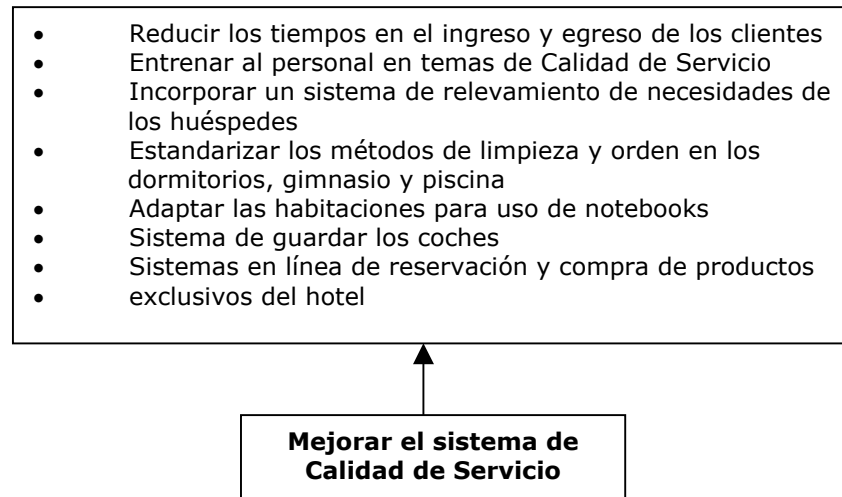 • Reducir los tiempos en el ingreso y egreso de los clientes
• Entrenar al personal en temas de Calidad de Servicio
• Incorporar un sistema de relevamiento de necesidades de
los huéspedes
• Estandarizar los métodos de limpieza y orden en los
dormitorios, gimnasio y piscina
• Adaptar las habitaciones para uso de notebooks
• Sistema de guardar los coches
• Sistemas en línea de reservación y compra de productos
• exclusivos del hotel
Mejorar el sistema de
Calidad de Servicio